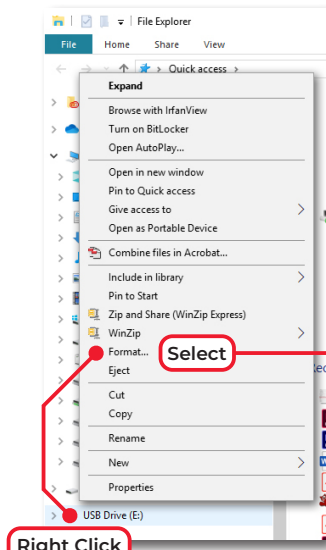 File Explorer
File Home Share View
Quick access
Expand
Browse with IrfanView
Turn on BitLocker
Open AutoPlay...
Open in new window
Pin to Quick access
Give access to
Open as Portable Device
Combine files in Acrobat...
Include in library
Pin to Start
Zip and Share (WinZip Express)
WinZip
Format...
Select
Eject
Cut
Copy
Rename
New
Properties
USB Drive (E:)
Right Click